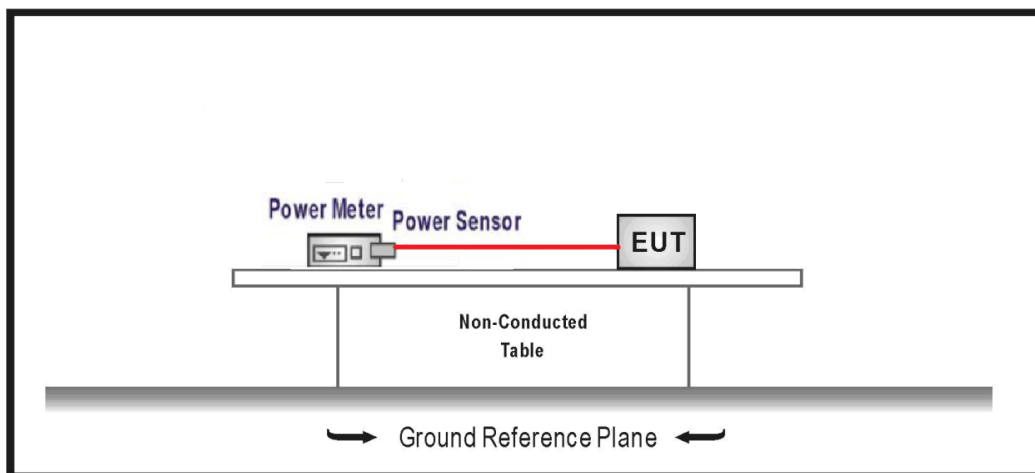 Power Meter
Power Sensor
EUT
Non-Conducted
Table
Ground Reference Plane